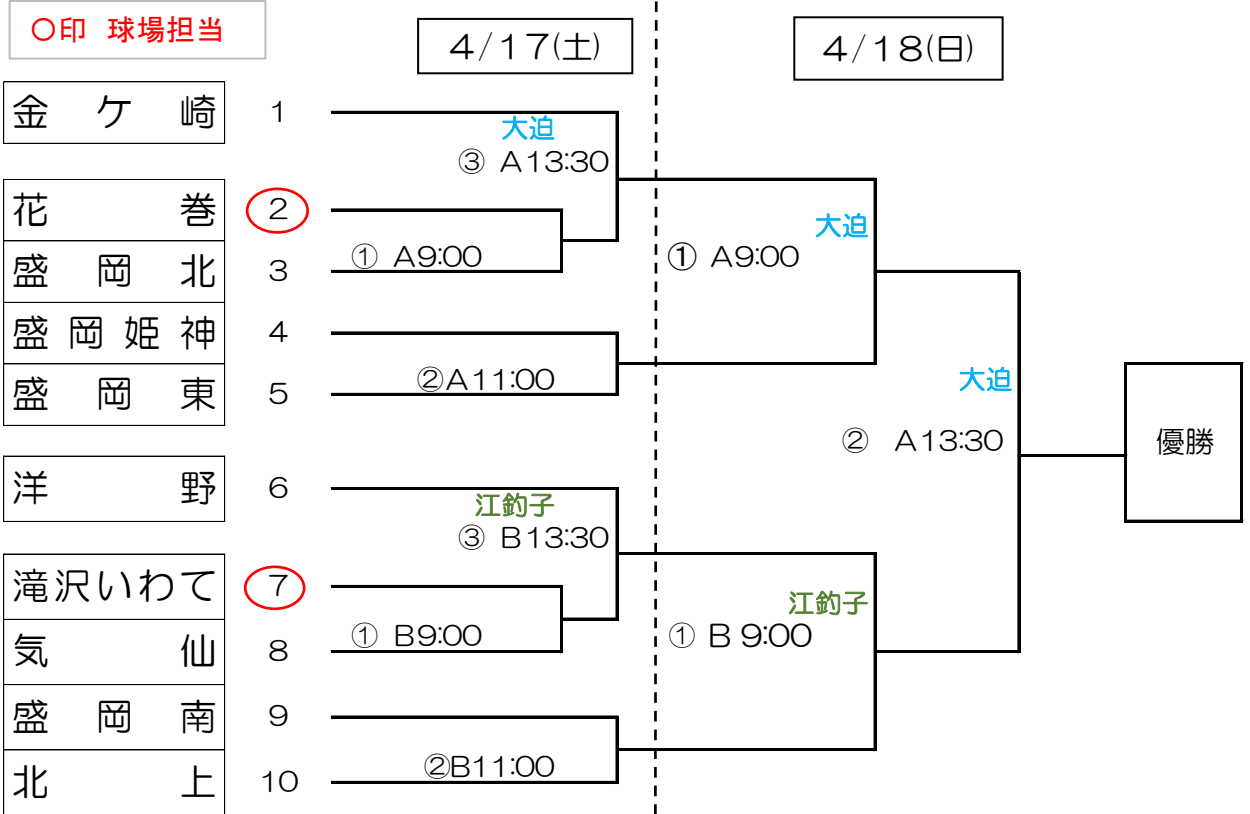 〇印 球場担当
4/17(土)
4/18(日)
金ケ崎 1
大迫
③ A13:30
花巻 2
① A9:00
盛岡北 3
大迫
① A9:00
盛岡姫神 4
②A11:00
盛岡東 5
大迫
② A13:30
優勝
洋野 6
江釣子
③ B13:30
滝沢いわて 7
① B9:00
気仙 8
江釣子
① B 9:00
盛岡南 9
②B11:00
北上 10